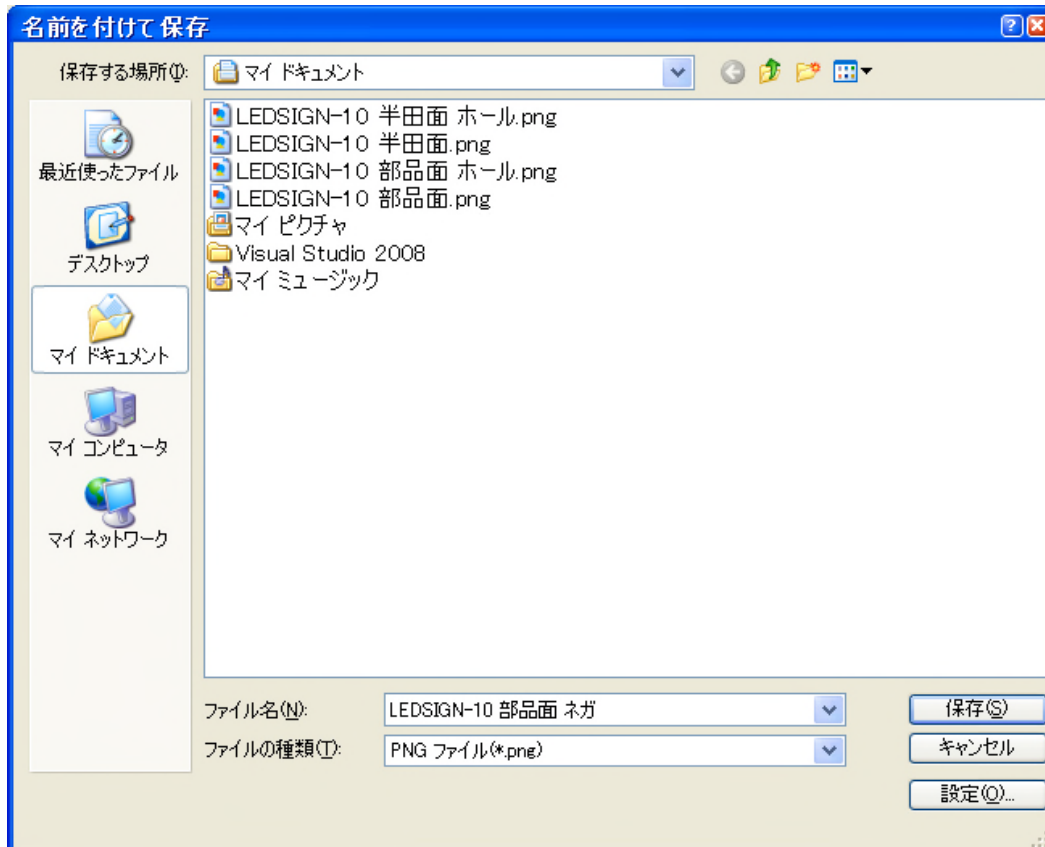 名前を付けて保存
保存する場所(I):
マイ ドキュメント
最近使ったファイル
デスクトップ
マイ ドキュメント
マイ コンピュータ
マイ ネットワーク
LEDSIGN-10 半田面 ホール.png
LEDSIGN-10 半田面.png
LEDSIGN-10 部品面 ホール.png
LEDSIGN-10 部品面.png
マイ ピクチャ
Visual Studio 2008
マイ ミュージック
ファイル名(N):
LEDSIGN-10 部品面 ネガ
保存(S)
ファイルの種類(T):
PNG ファイル(*.png)
キャンセル
設定(O)...